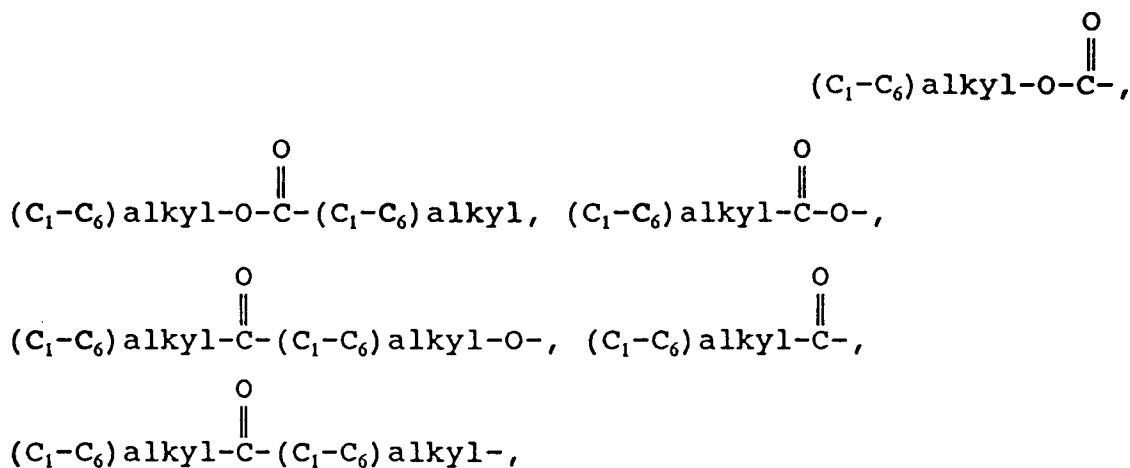 O
||
(C₁-C₆)alkyl-O-C-,
O O
|| ||
(C₁-C₆)alkyl-O-C-(C₁-C₆)alkyl, (C₁-C₆)alkyl-C-O-,
O O
|| ||
(C₁-C₆)alkyl-C-(C₁-C₆)alkyl-O-, (C₁-C₆)alkyl-C-,
O
||
(C₁-C₆)alkyl-C-(C₁-C₆)alkyl-,